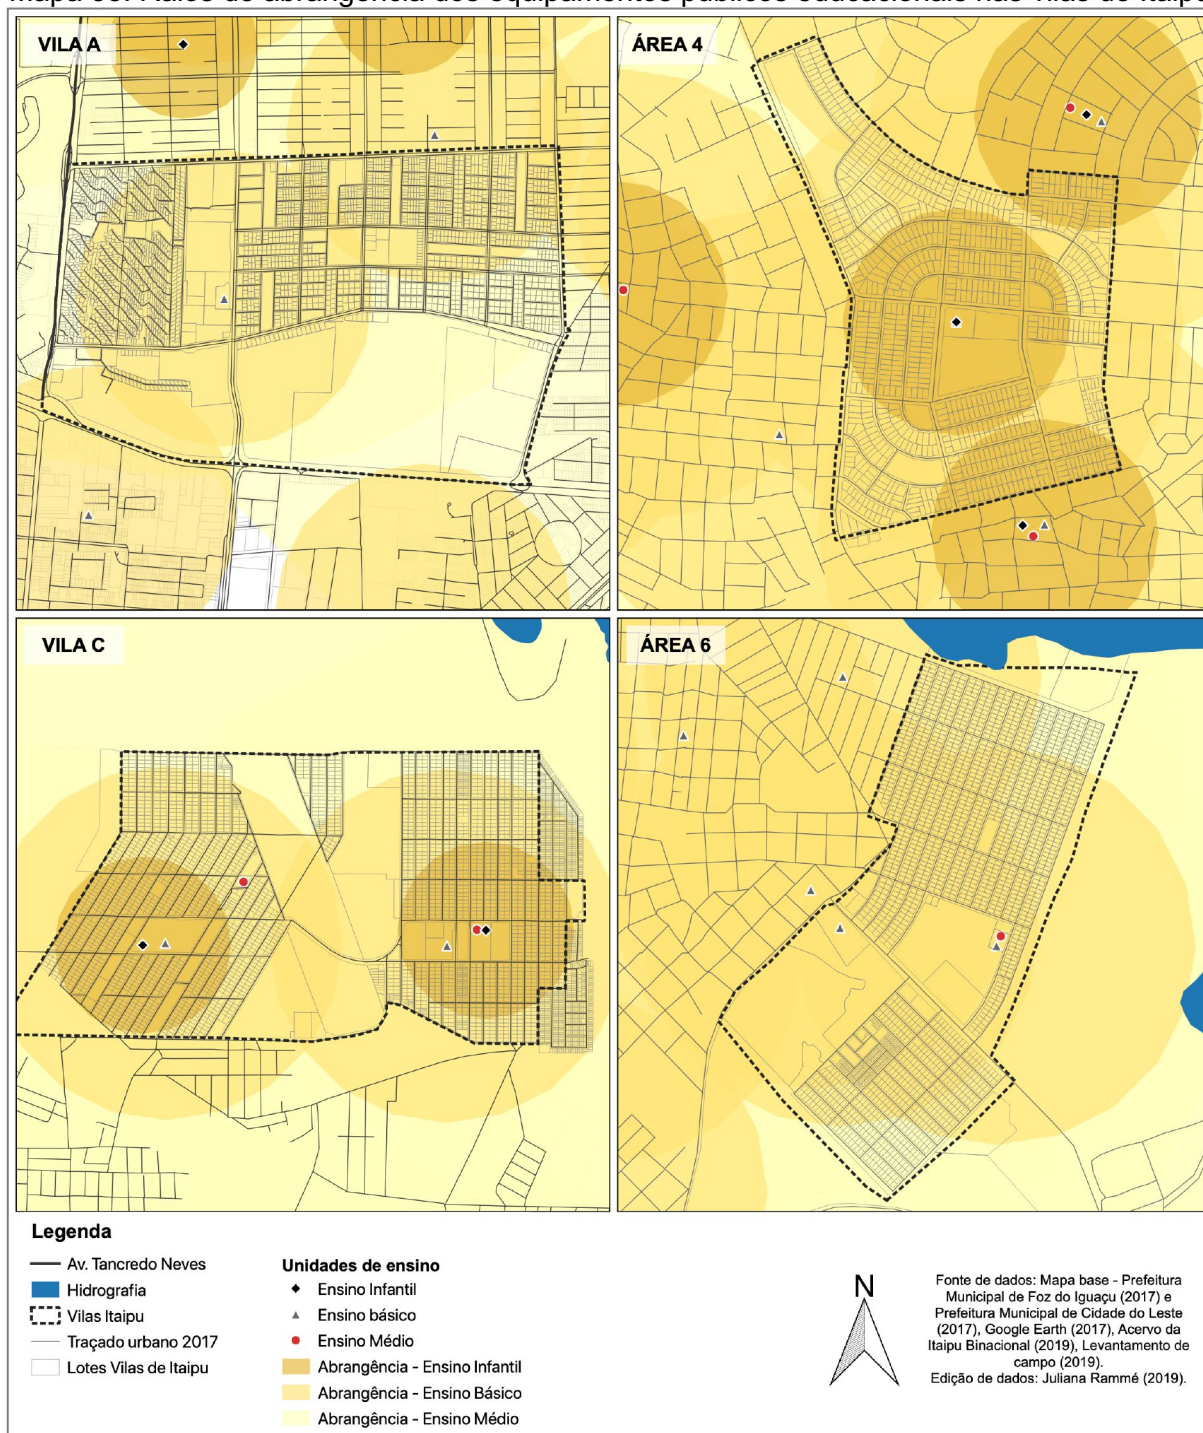 VILA A
ÁREA 4
VILA C
ÁREA 6
Legenda
Av. Tancredo Neves
Hidrografia
Vilas Itaipu
Traçado urbano 2017
Lotes Vilas de Itaipu
Unidades de ensino
Ensino Infantil
Ensino básico
Ensino Médio
Abrangência - Ensino Infantil
Abrangência - Ensino Básico
Abrangência - Ensino Médio
N
Fonte de dados: Mapa base - Prefeitura
Municipal de Foz do Iguaçu (2017) e
Prefeitura Municipal de Cidade do Leste
(2017), Google Earth (2017), Acervo da
Itaipu Binacional (2019), Levantamento de
campo (2019).
Edição de dados: Juliana Rammé (2019).